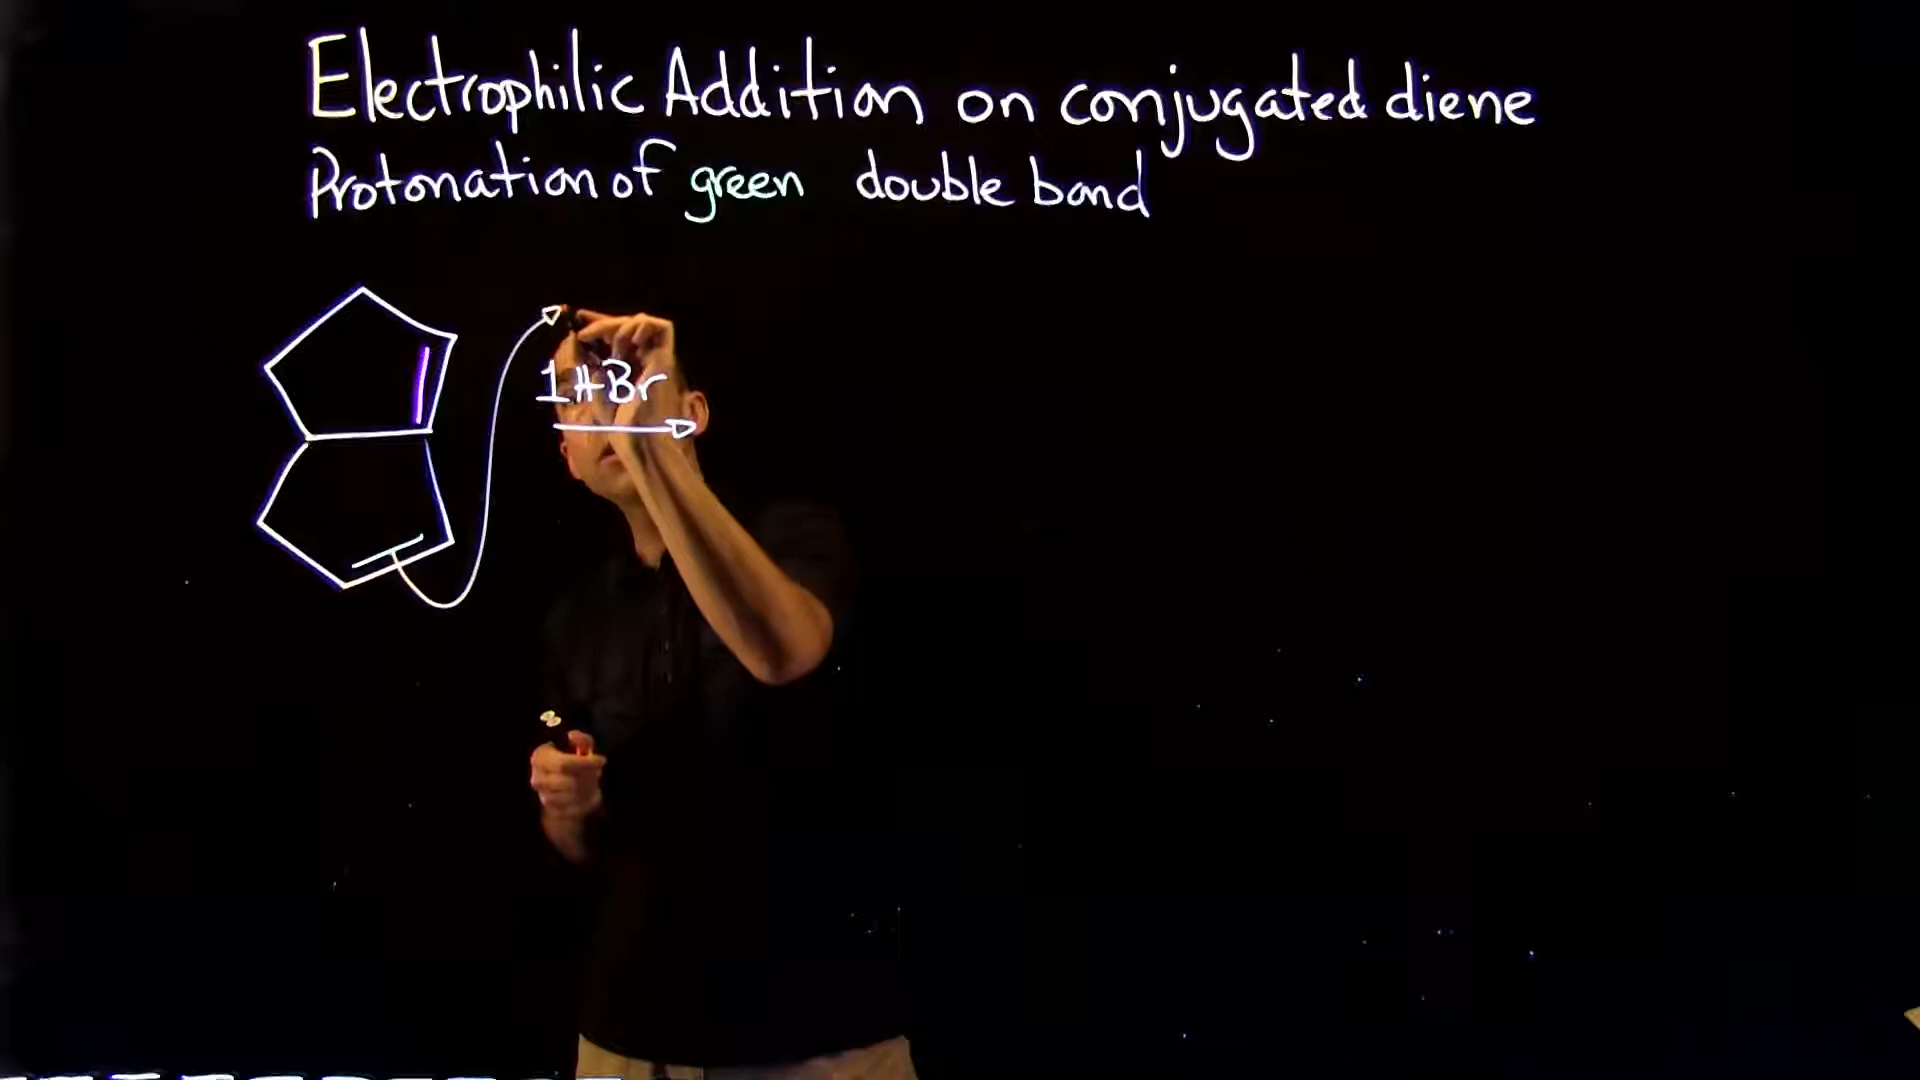 Electrophilic Addition on conjugated diene
Protonation of green double bond
1 HBr